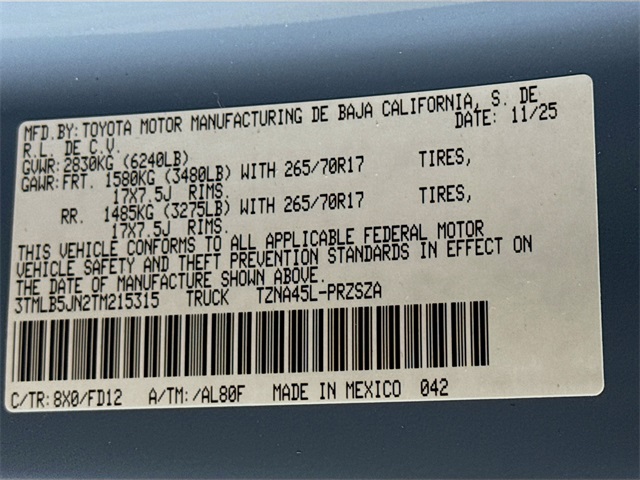 MFD.BY: TOYOTA MOTOR MANUFACTURING DE BAJA CALIFORNIA, S. DE
R.L. DE C.V. DATE: 11/25
GVWR: 2830KG (6240LB)
GAWR: FRT. 1580KG (3480LB) WITH 265/70R17 TIRES,
17X7.5J RIMS.
RR. 1485KG (3275LB) WITH 265/70R17 TIRES,
17X7.5J RIMS.
THIS VEHICLE CONFORMS TO ALL APPLICABLE FEDERAL MOTOR
VEHICLE SAFETY AND THEFT PREVENTION STANDARDS IN EFFECT ON
THE DATE OF MANUFACTURE SHOWN ABOVE.
3TMLB5JN2TM215315 TRUCK TZNA45L-PRZSZA
C/TR: 8X0/FD12 A/TM: /AL80F MADE IN MEXICO 042